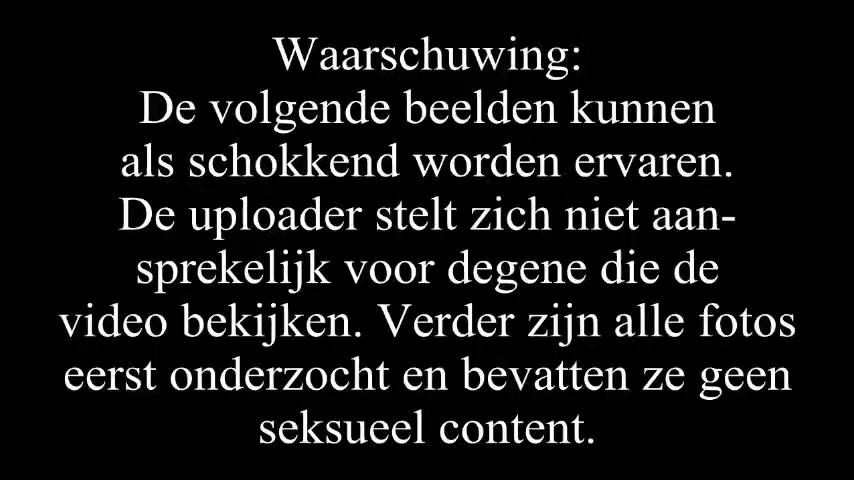 Waarschuwing:
De volgende beelden kunnen
als schokkend worden ervaren.
De uploader stelt zich niet aan-
sprekelijk voor degene die de
video bekijken. Verder zijn alle fotos
eerst onderzocht en bevatten ze geen
seksueel content.